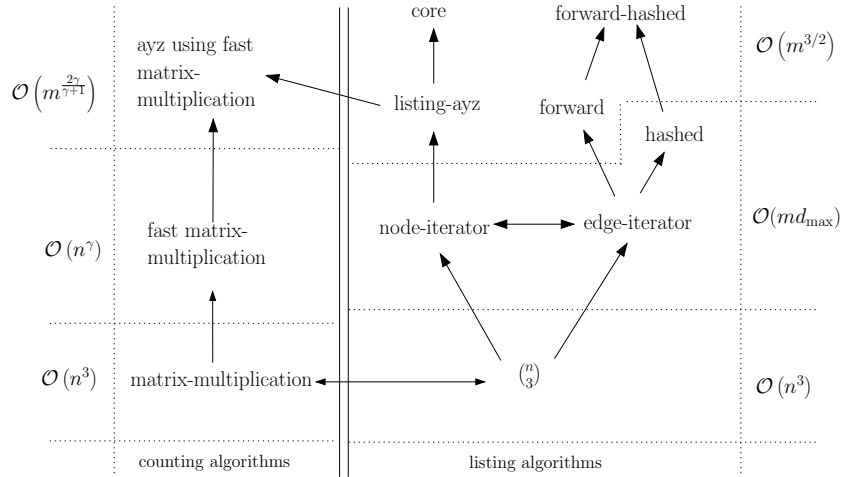 core
forward-hashed
ayz using fast
matrix-
multiplication
O(m^{2γ/(γ+1)})
O(m^{3/2})
listing-ayz
forward
hashed
node-iterator
edge-iterator
O(md_max)
fast matrix-
multiplication
O(n^γ)
O(n^3)
matrix-multiplication
(n 3)
O(n^3)
counting algorithms
listing algorithms